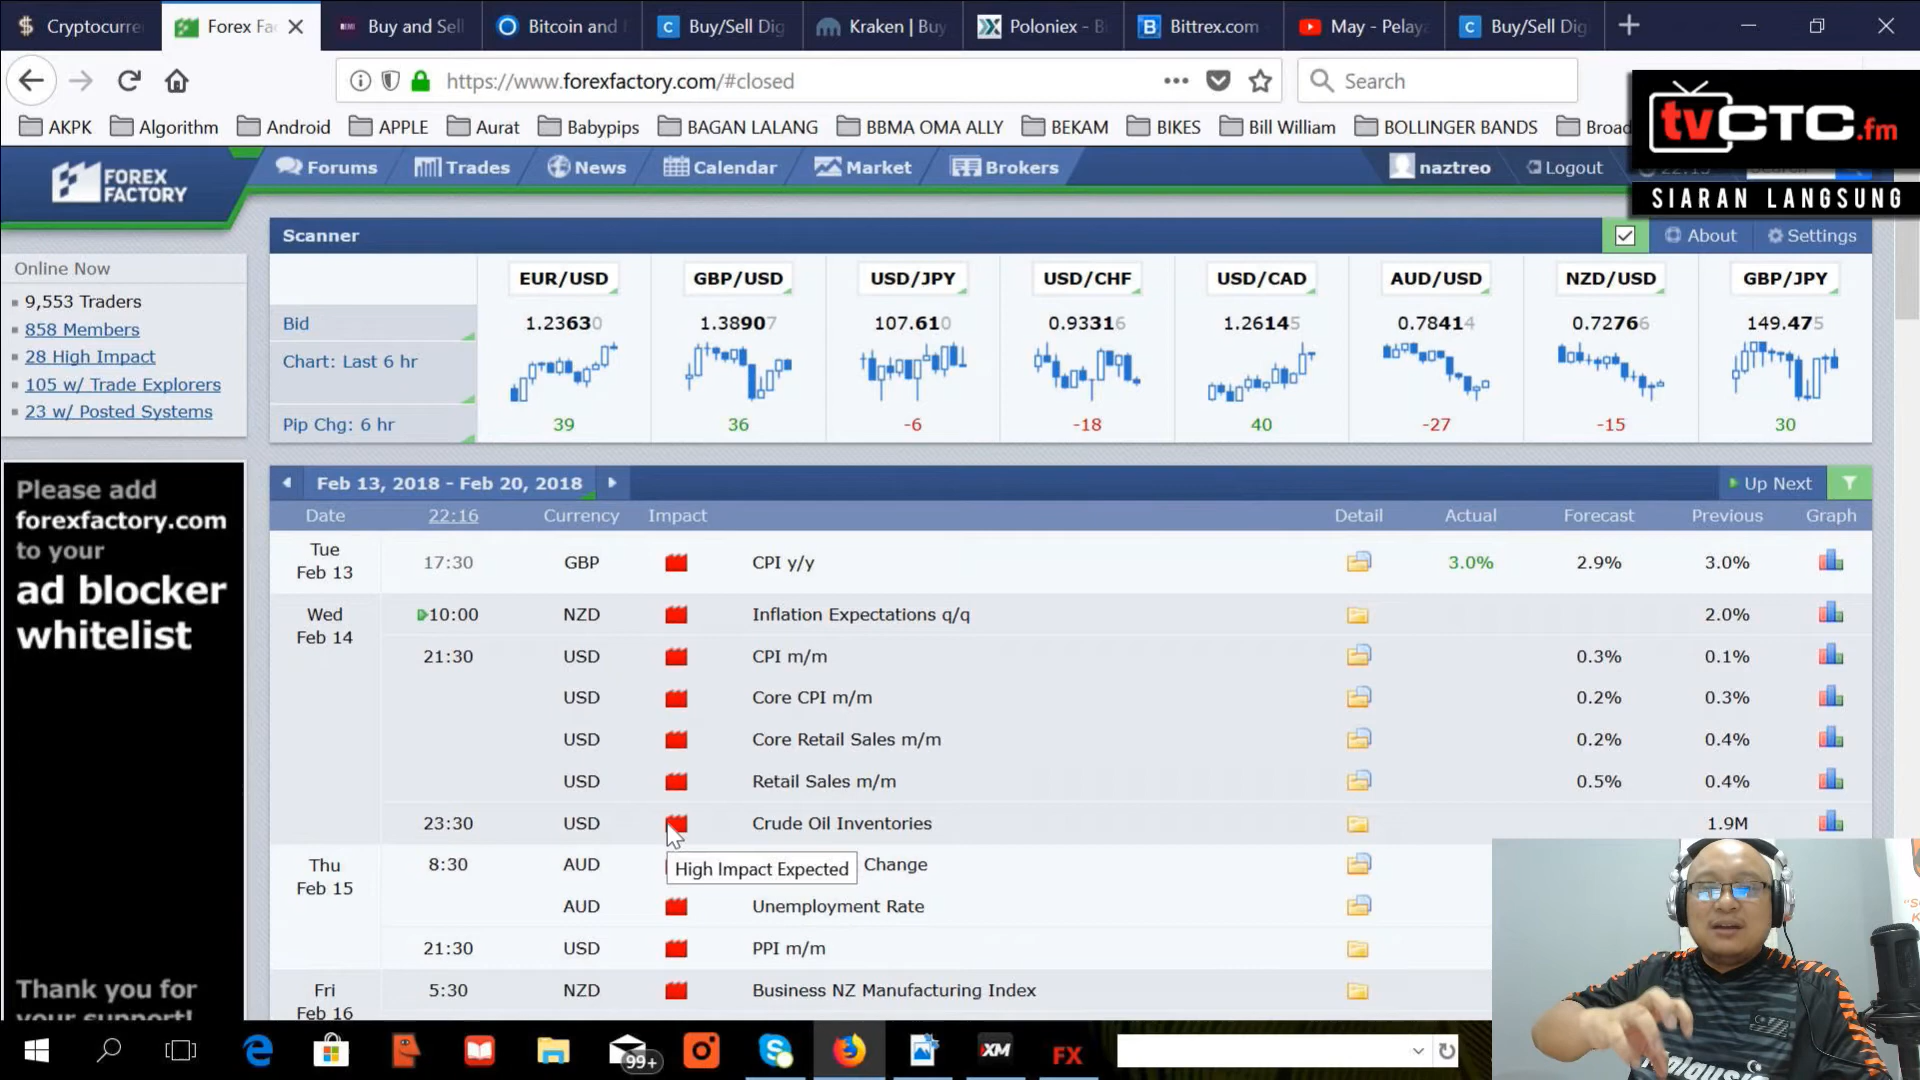 Cryptocurre
Forex Fa
Buy and Sell
Bitcoin and
Buy/Sell Dig
Kraken | Buy
Poloniex - B
Bittrex.com
May - Pelaya
Buy/Sell Dig
https://www.forexfactory.com/#closed
Search
AKPK
Algorithm
Android
APPLE
Aurat
Babypips
BAGAN LALANG
BBMA OMA ALLY
BEKAM
BIKES
Bill William
BOLLINGER BANDS
Broad
tvCTC.fm
SIARAN LANGSUNG
FOREX
FACTORY
Forums
Trades
News
Calendar
Market
Brokers
naztreo
Logout
Scanner
About
Settings
Online Now
9,553 Traders
858 Members
28 High Impact
105 w/ Trade Explorers
23 w/ Posted Systems
EUR/USD GBP/USD USD/JPY USD/CHF USD/CAD AUD/USD NZD/USD GBP/JPY
Bid 1.23630 1.38907 107.610 0.93316 1.26145 0.78414 0.72766 149.475
Chart: Last 6 hr
Pip Chg: 6 hr 39 36 -6 -18 40 -27 -15 30
Please add
forexfactory.com
to your
ad blocker
whitelist
Thank you for
your support!
Feb 13, 2018 - Feb 20, 2018
Up Next
Date 22:16 Currency Impact Detail Actual Forecast Previous Graph
Tue
Feb 13
17:30 GBP CPI y/y 3.0% 2.9% 3.0%
Wed
Feb 14
10:00 NZD Inflation Expectations q/q 2.0%
21:30 USD CPI m/m 0.3% 0.1%
USD Core CPI m/m 0.2% 0.3%
USD Core Retail Sales m/m 0.2% 0.4%
USD Retail Sales m/m 0.5% 0.4%
23:30 USD Crude Oil Inventories 1.9M
Thu
Feb 15
8:30 AUD Change
High Impact Expected
AUD Unemployment Rate
21:30 USD PPI m/m
Fri
Feb 16
5:30 NZD Business NZ Manufacturing Index
99+
XM
FX